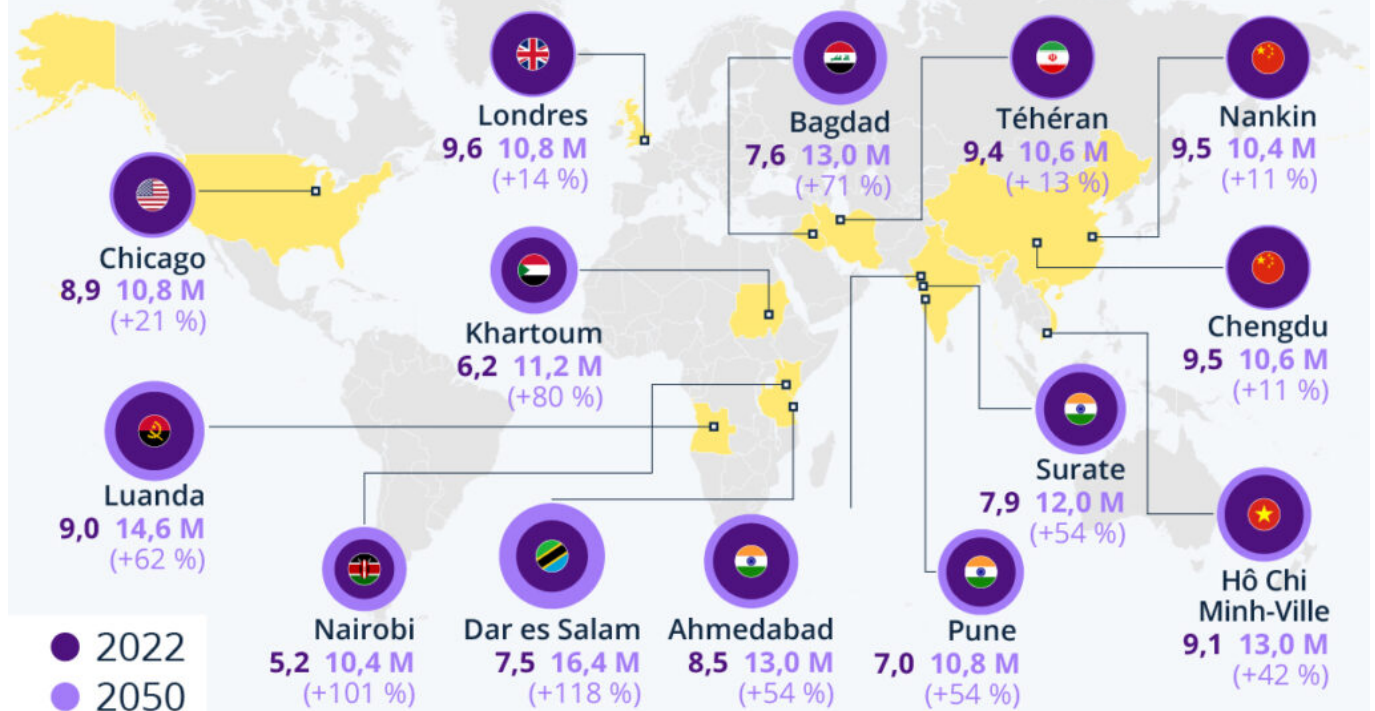 Londres
9,6 10,8 M
(+14 %)
Bagdad
7,6 13,0 M
(+71 %)
Téhéran
9,4 10,6 M
(+ 13 %)
Nankin
9,5 10,4 M
(+11 %)
Chicago
8,9 10,8 M
(+21 %)
Khartoum
6,2 11,2 M
(+80 %)
Chengdu
9,5 10,6 M
(+11 %)
Luanda
9,0 14,6 M
(+62 %)
Surate
7,9 12,0 M
(+54 %)
Hô Chi
Minh-Ville
9,1 13,0 M
(+42 %)
Nairobi
5,2 10,4 M
(+101 %)
Dar es Salam
7,5 16,4 M
(+118 %)
Ahmedabad
8,5 13,0 M
(+54 %)
Pune
7,0 10,8 M
(+54 %)
2022
2050